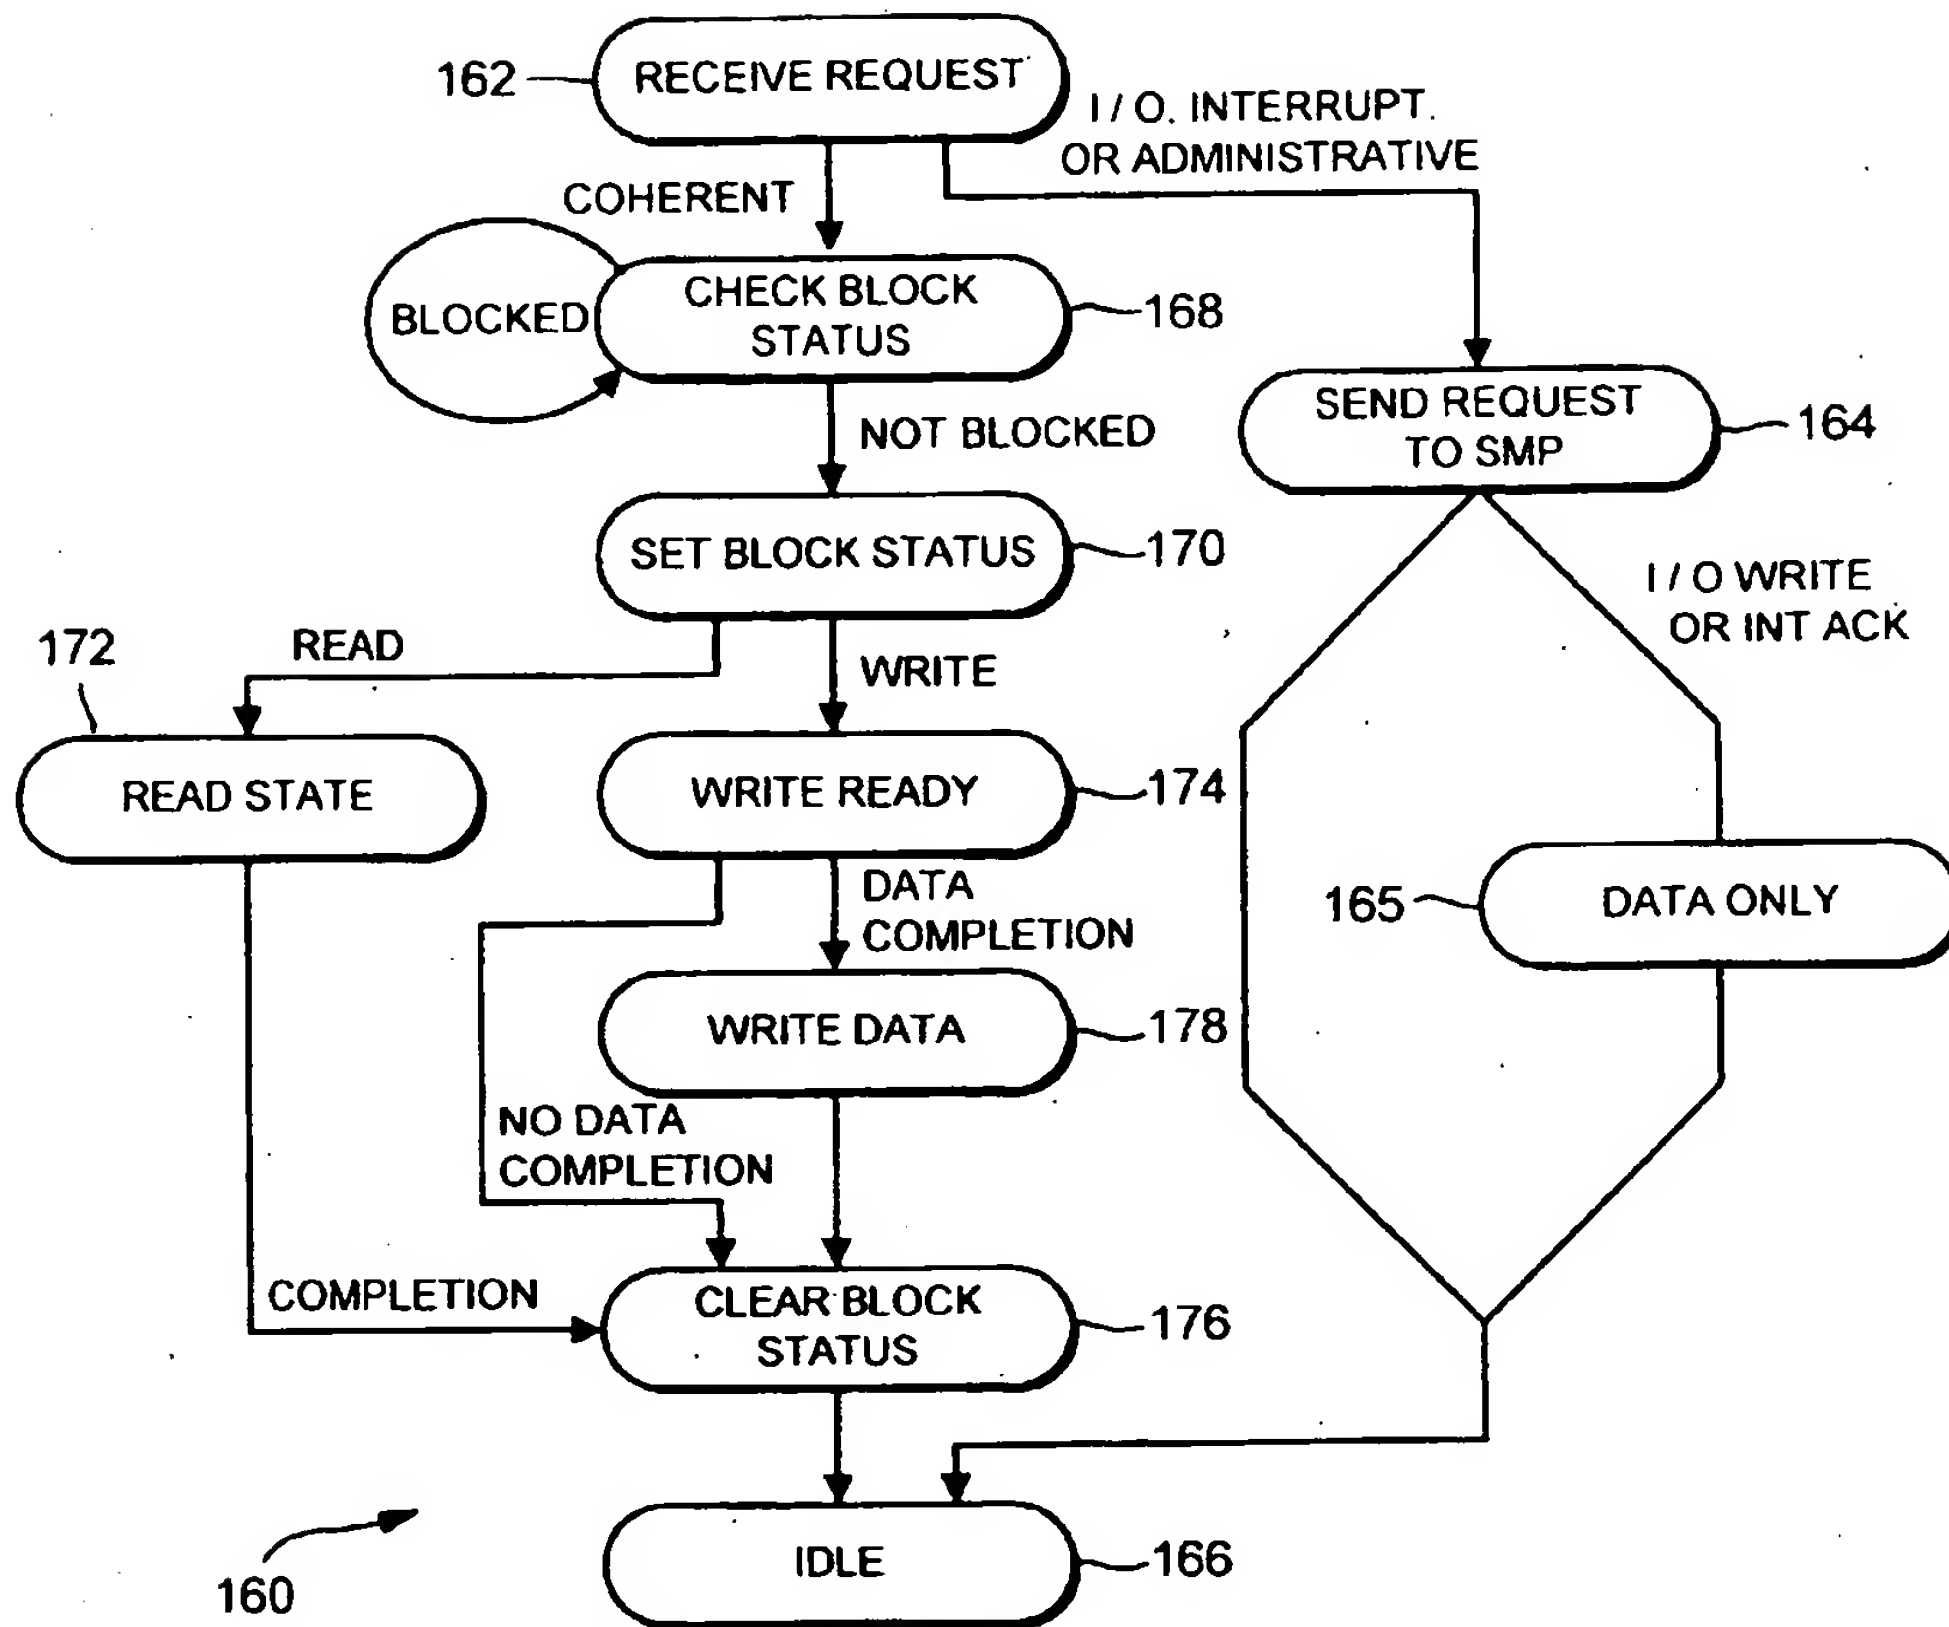 162
RECEIVE REQUEST
I / O. INTERRUPT.
OR ADMINISTRATIVE
COHERENT
BLOCKED
CHECK BLOCK
STATUS
168
NOT BLOCKED
SEND REQUEST
TO SMP
164
SET BLOCK STATUS
170
I / O WRITE
OR INT ACK
172
READ
WRITE
READ STATE
WRITE READY
174
DATA
COMPLETION
165
DATA ONLY
WRITE DATA
178
NO DATA
COMPLETION
COMPLETION
CLEAR BLOCK
STATUS
176
160
IDLE
166